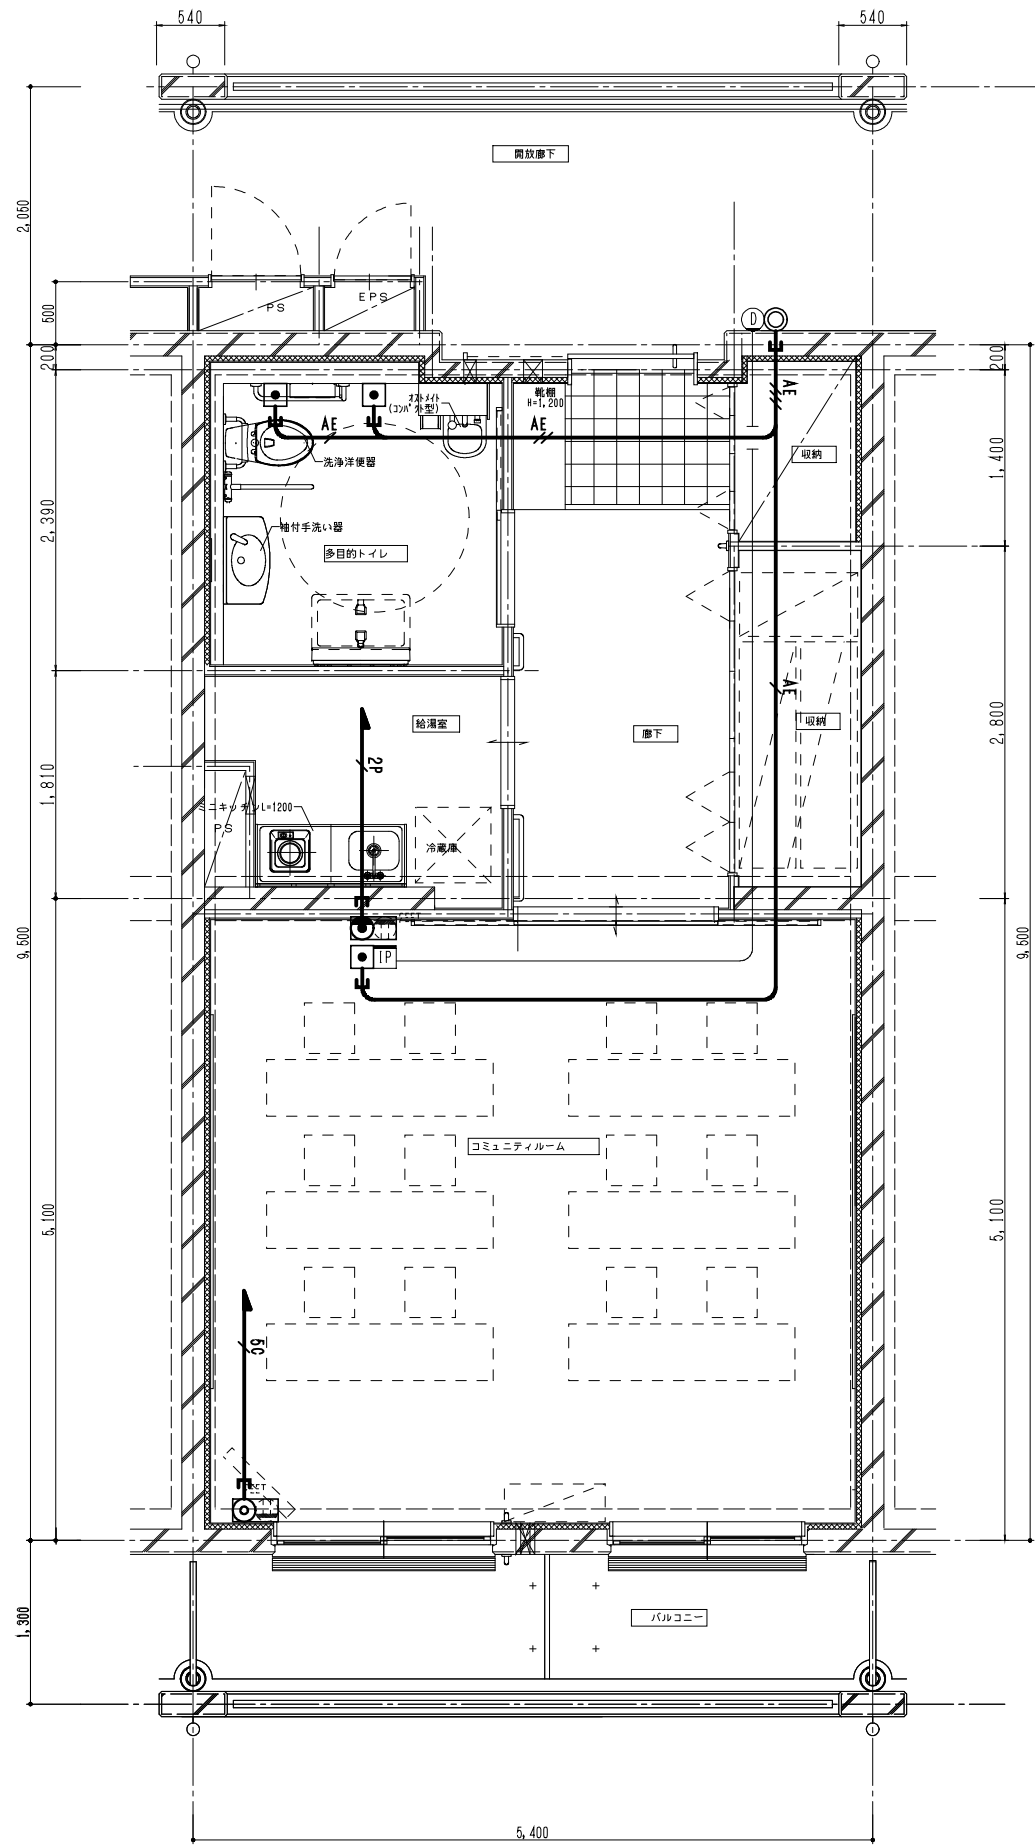 540
540
開放廊下
2,050
PS
EPS
500
D
200
200
靴棚
H=1,200
AE
オストメイト
(コンパクト型)
AE
AE
洗浄洋便器
収納
1,400
2,390
袖付手洗い器
多目的トイレ
AE
給湯室
廊下
収納
2,800
2P
1,810
ミニキッチンL=1200
PS
冷蔵庫
9,500
9,500
1P
コミュニティルーム
5,100
5,100
5C
バルコニー
1,300
5,400